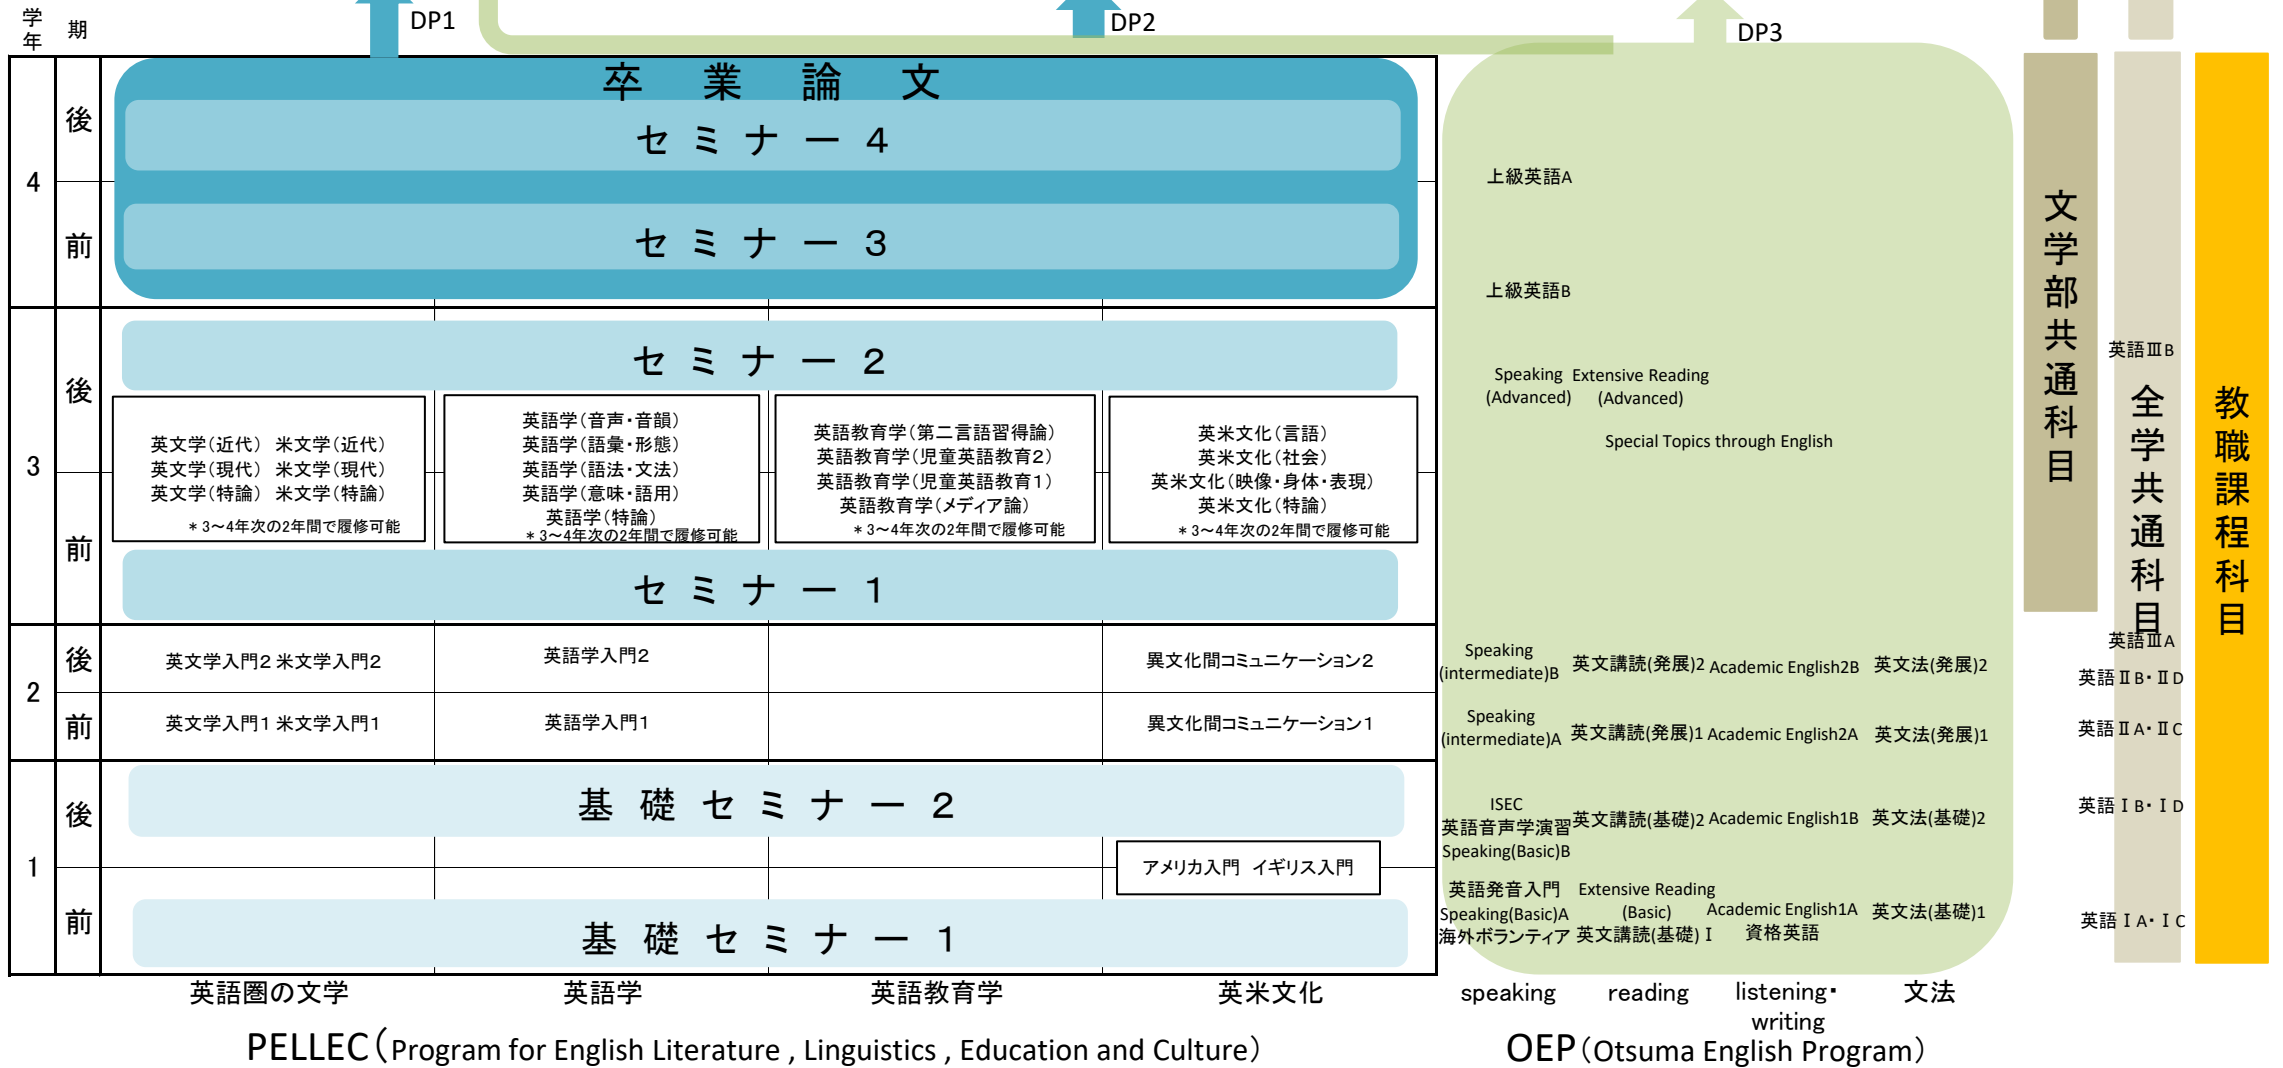 学年 期
DP1
DP2
DP3
4
後
前
卒業論文
セミナー4
セミナー3
上級英語A
上級英語B
3
後
前
セミナー2
英文学(近代) 米文学(近代)
英文学(現代) 米文学(現代)
英文学(特論) 米文学(特論)
*3~4年次の2年間で履修可能
英語学(音声・音韻)
英語学(語彙・形態)
英語学(語法・文法)
英語学(意味・語用)
英語学(特論)
*3~4年次の2年間で履修可能
英語教育学(第二言語習得論)
英語教育学(児童英語教育2)
英語教育学(児童英語教育1)
英語教育学(メディア論)
*3~4年次の2年間で履修可能
英米文化(言語)
英米文化(社会)
英米文化(映像・身体・表現)
英米文化(特論)
*3~4年次の2年間で履修可能
セミナー1
Speaking
(Advanced)
Extensive Reading
(Advanced)
Special Topics through English
2
後
前
英文学入門2 米文学入門2
英語学入門2
異文化間コミュニケーション2
英文学入門1 米文学入門1
英語学入門1
異文化間コミュニケーション1
Speaking
(intermediate)B
英文講読(発展)2
Academic English2B
英文法(発展)2
Speaking
(intermediate)A
英文講読(発展)1
Academic English2A
英文法(発展)1
1
後
前
基礎セミナー2
アメリカ入門 イギリス入門
基礎セミナー1
ISEC
英語音声学演習
Speaking(Basic)B
英文講読(基礎)2
Academic English1B
英文法(基礎)2
英語発音入門
Speaking(Basic)A
海外ボランティア
Extensive Reading
(Basic)
英文講読(基礎)Ⅰ
Academic English1A
資格英語
英文法(基礎)1
文学部共通科目
全学共通科目
教職課程科目
英語ⅢB
英語ⅢA
英語ⅡB・ⅡD
英語ⅡA・ⅡC
英語ⅠB・ⅠD
英語ⅠA・ⅠC
英語圏の文学
英語学
英語教育学
英米文化
speaking
reading
listening・
writing
文法
PELLEC(Program for English Literature , Linguistics , Education and Culture)
OEP(Otsuma English Program)